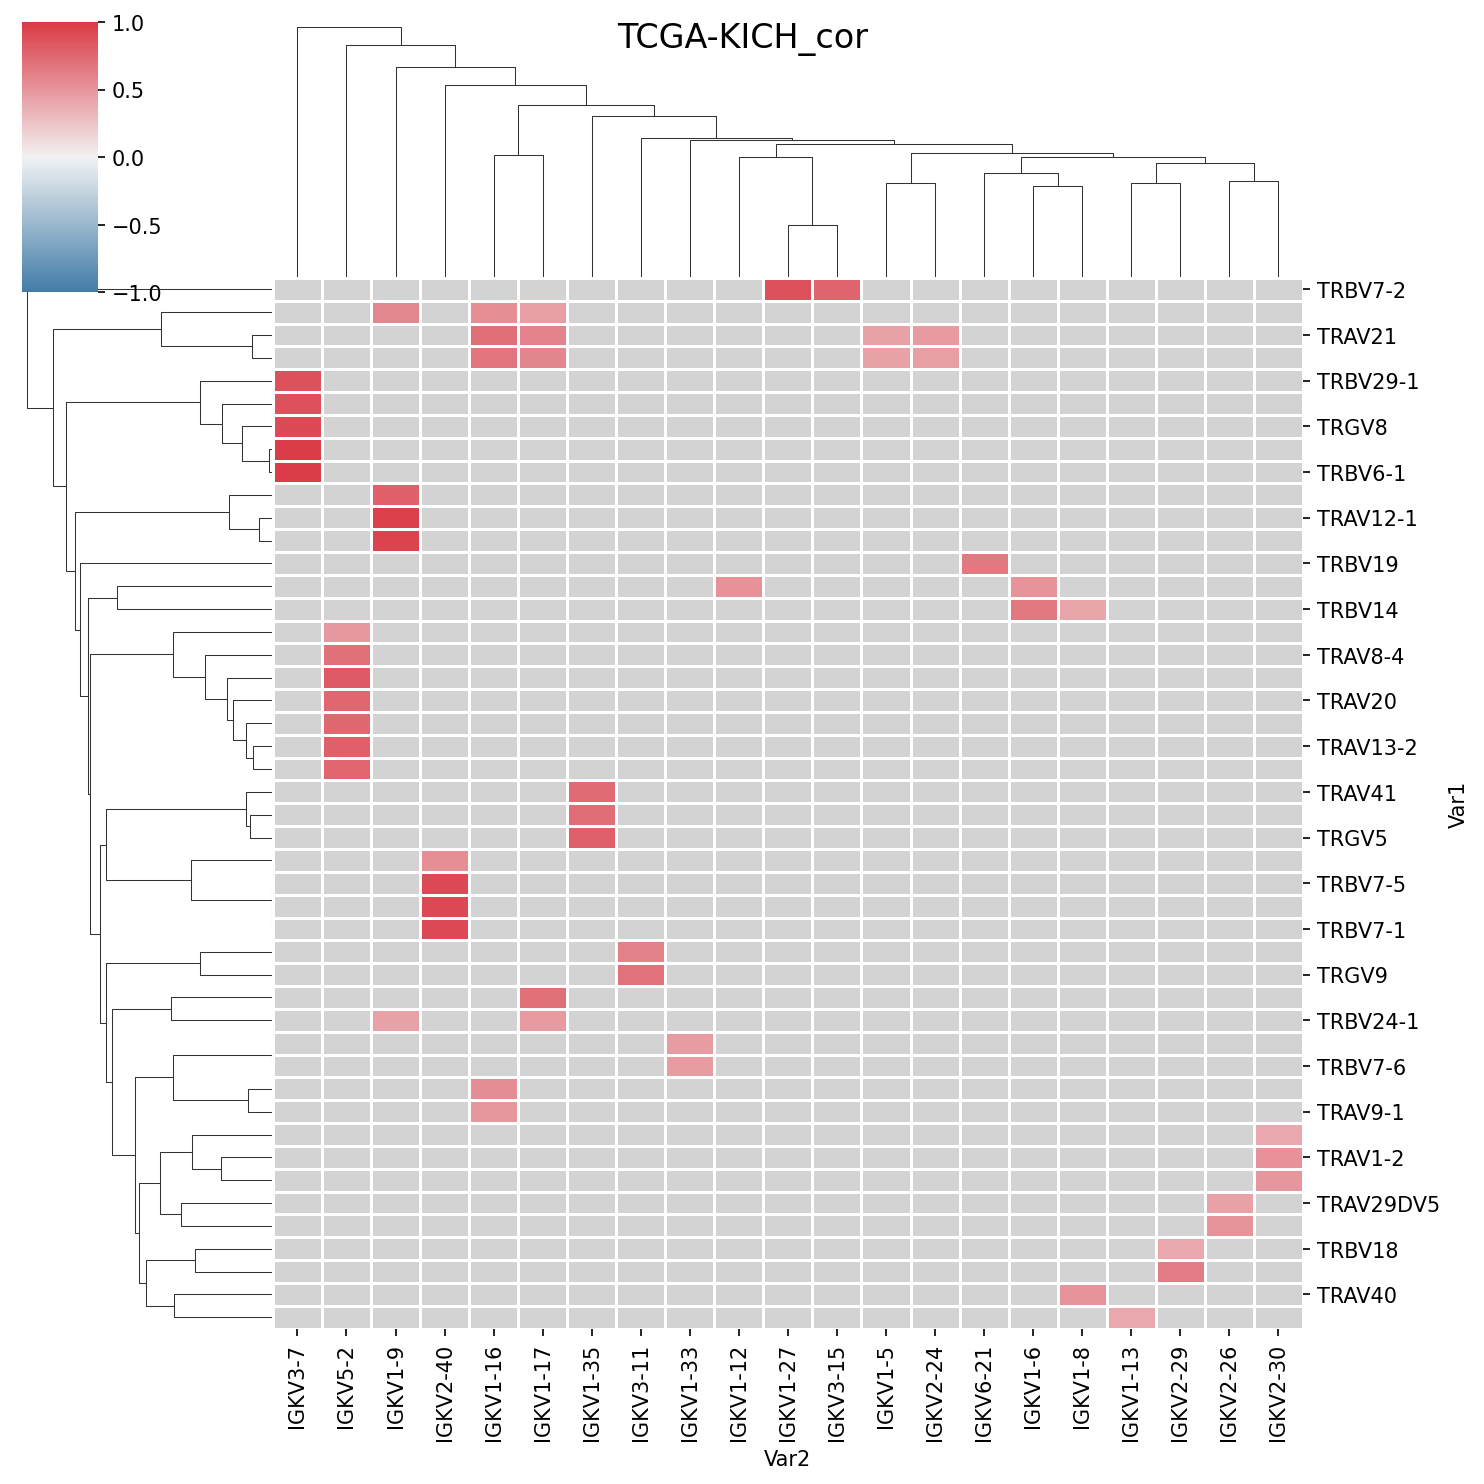 TCGA-KICH_cor
1.0
0.5
0.0
−0.5
−1.0
TRBV7-2
TRAV21
TRBV29-1
TRGV8
TRBV6-1
TRAV12-1
TRBV19
TRBV14
TRAV8-4
TRAV20
TRAV13-2
TRAV41
TRGV5
TRBV7-5
TRBV7-1
TRGV9
TRBV24-1
TRBV7-6
TRAV9-1
TRAV1-2
TRAV29DV5
TRBV18
TRAV40
Var1
IGKV3-7
IGKV5-2
IGKV1-9
IGKV2-40
IGKV1-16
IGKV1-17
IGKV1-35
IGKV3-11
IGKV1-33
IGKV1-12
IGKV1-27
IGKV3-15
IGKV1-5
IGKV2-24
IGKV6-21
IGKV1-6
IGKV1-8
IGKV1-13
IGKV2-29
IGKV2-26
IGKV2-30
Var2